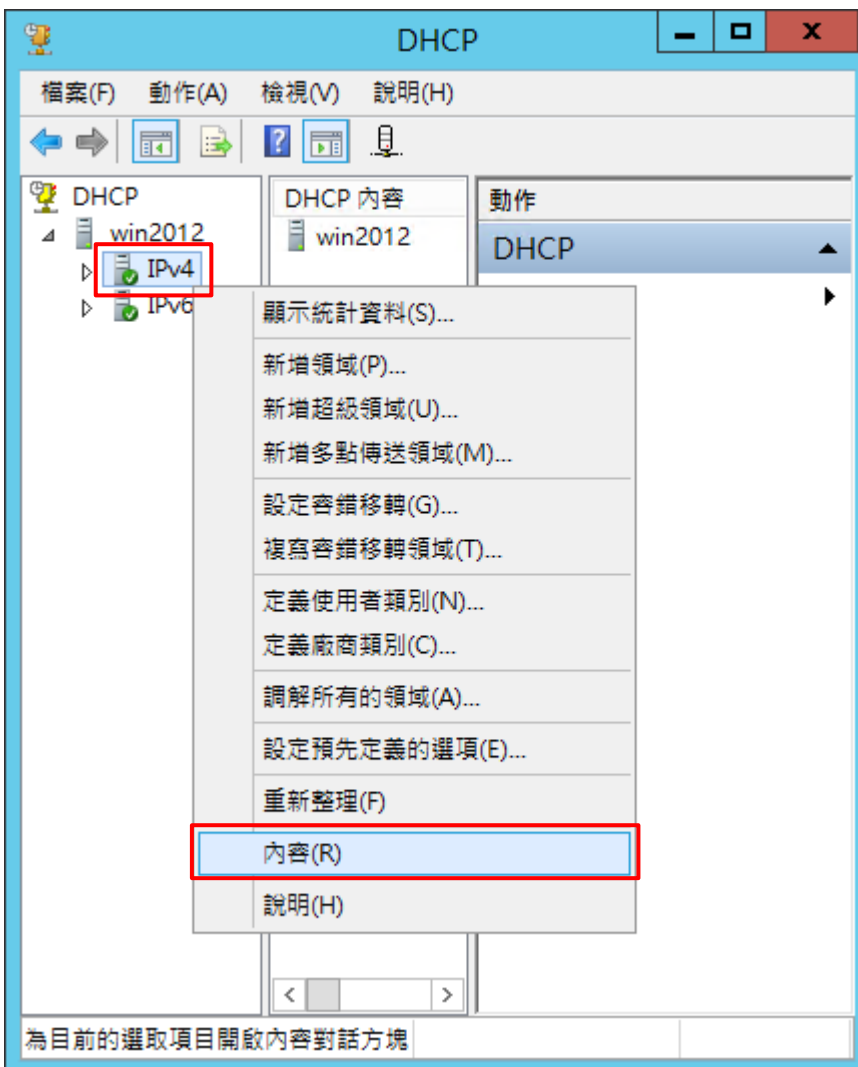 DHCP
檔案(F) 動作(A) 檢視(V) 說明(H)
DHCP
win2012
IPv4
IPv6
DHCP 內容
win2012
動作
DHCP
顯示統計資料(S)...
新增領域(P)...
新增超級領域(U)...
新增多點傳送領域(M)...
設定容錯移轉(G)...
複寫容錯移轉領域(T)...
定義使用者類別(N)...
定義廠商類別(C)...
調解所有的領域(A)...
設定預先定義的選項(E)...
重新整理(F)
內容(R)
說明(H)
為目前的選取項目開啟內容對話方塊